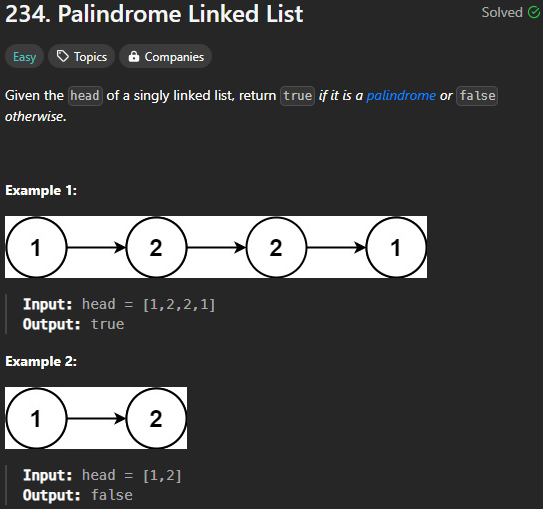 234. Palindrome Linked List
Solved
Easy
Topics
Companies
Given the head of a singly linked list, return true if it is a palindrome or false
otherwise.
Example 1:
1 2 2 1
Input: head = [1,2,2,1]
Output: true
Example 2:
1 2
Input: head = [1,2]
Output: false